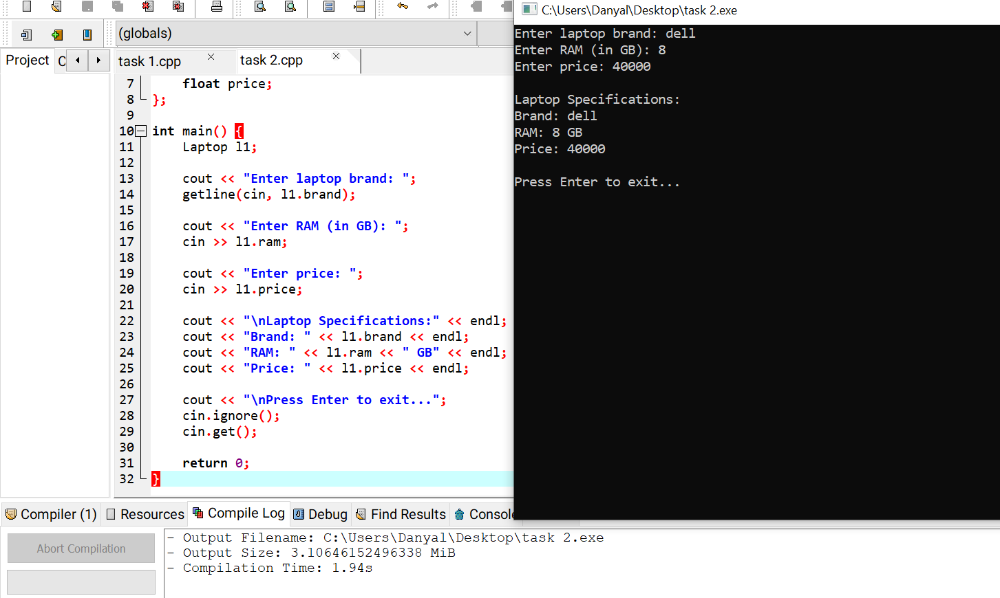 (globals)
Project
C
task 1.cpp
task 2.cpp
7 float price;
8 };
9
10 int main() {
11 Laptop l1;
12
13 cout << "Enter laptop brand: ";
14 getline(cin, l1.brand);
15
16 cout << "Enter RAM (in GB): ";
17 cin >> l1.ram;
18
19 cout << "Enter price: ";
20 cin >> l1.price;
21
22 cout << "\nLaptop Specifications:" << endl;
23 cout << "Brand: " << l1.brand << endl;
24 cout << "RAM: " << l1.ram << " GB" << endl;
25 cout << "Price: " << l1.price << endl;
26
27 cout << "\nPress Enter to exit...";
28 cin.ignore();
29 cin.get();
30
31 return 0;
32 }
C:\Users\Danyal\Desktop\task 2.exe
Enter laptop brand: dell
Enter RAM (in GB): 8
Enter price: 40000
Laptop Specifications:
Brand: dell
RAM: 8 GB
Price: 40000
Press Enter to exit...
Compiler (1)
Resources
Compile Log
Debug
Find Results
Console
Abort Compilation
- Output Filename: C:\Users\Danyal\Desktop\task 2.exe
- Output Size: 3.10646152496338 MiB
- Compilation Time: 1.94s